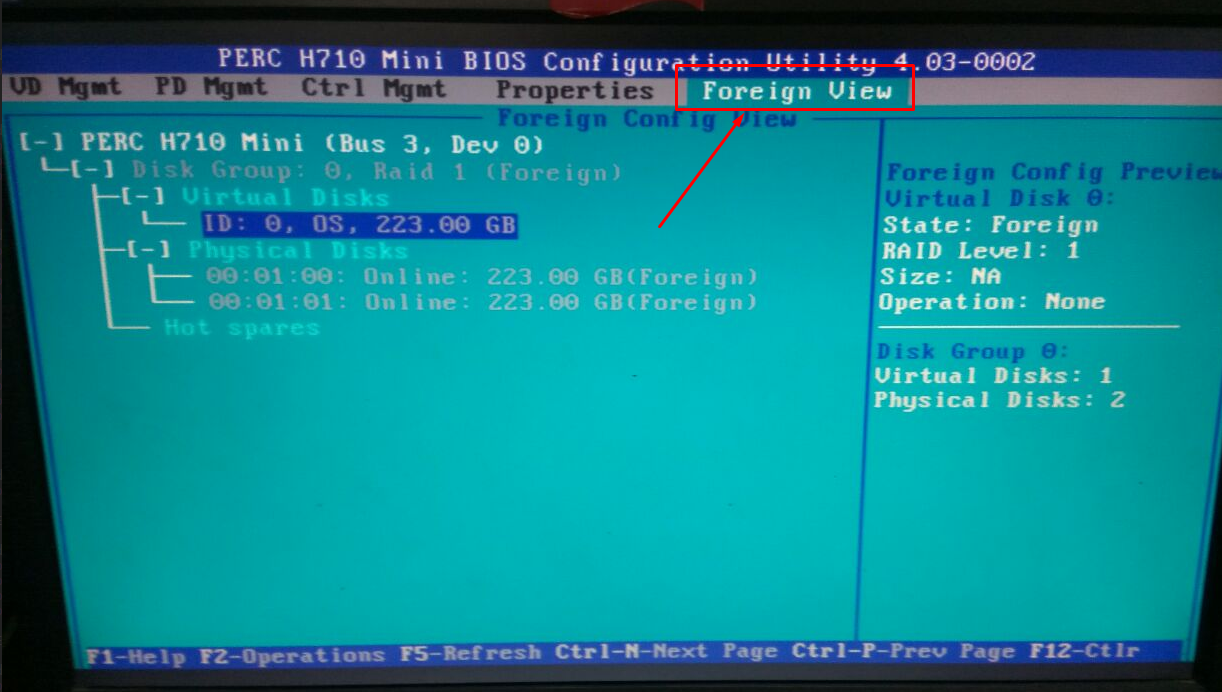 PERC H710 Mini BIOS Configuration Utility 4.03-0002
VD Mgmt PD Mgmt Ctrl Mgmt Properties Foreign View
Foreign Config View
[-] PERC H710 Mini (Bus 3, Dev 0)
[-] Disk Group: 0, Raid 1 (Foreign)
[-] Virtual Disks
ID: 0, OS, 223.00 GB
[-] Physical Disks
00:01:00: Online: 223.00 GB(Foreign)
00:01:01: Online: 223.00 GB(Foreign)
Hot spares
Foreign Config Preview
Virtual Disk 0:
State: Foreign
RAID Level: 1
Size: NA
Operation: None
Disk Group 0:
Virtual Disks: 1
Physical Disks: 2
F1-Help F2-Operations F5-Refresh Ctrl-N-Next Page Ctrl-P-Prev Page F12-Ctlr